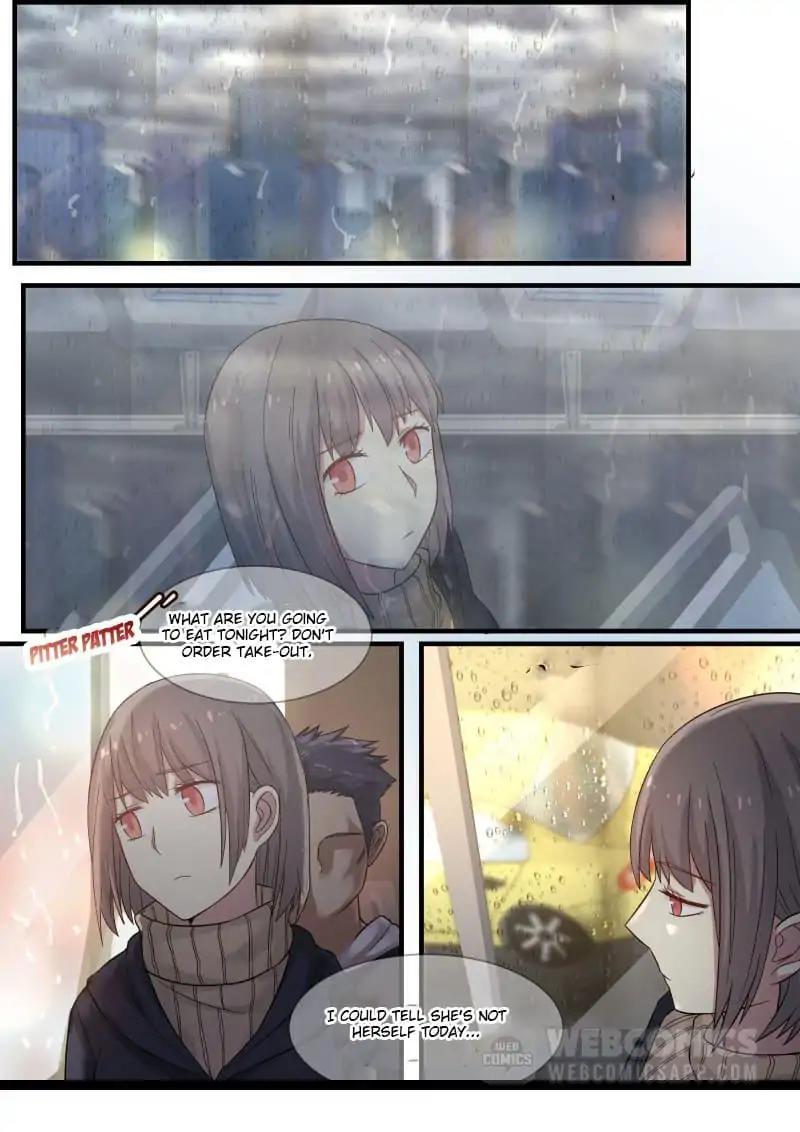 PITTER PATTER
WHAT ARE YOU GOING
TO EAT TONIGHT? DON'T
ORDER TAKE-OUT.
I COULD TELL SHE'S NOT
HERSELF TODAY...
WEB
COMICS
WEBCOMICS
WEBCOMICSAPP.COM